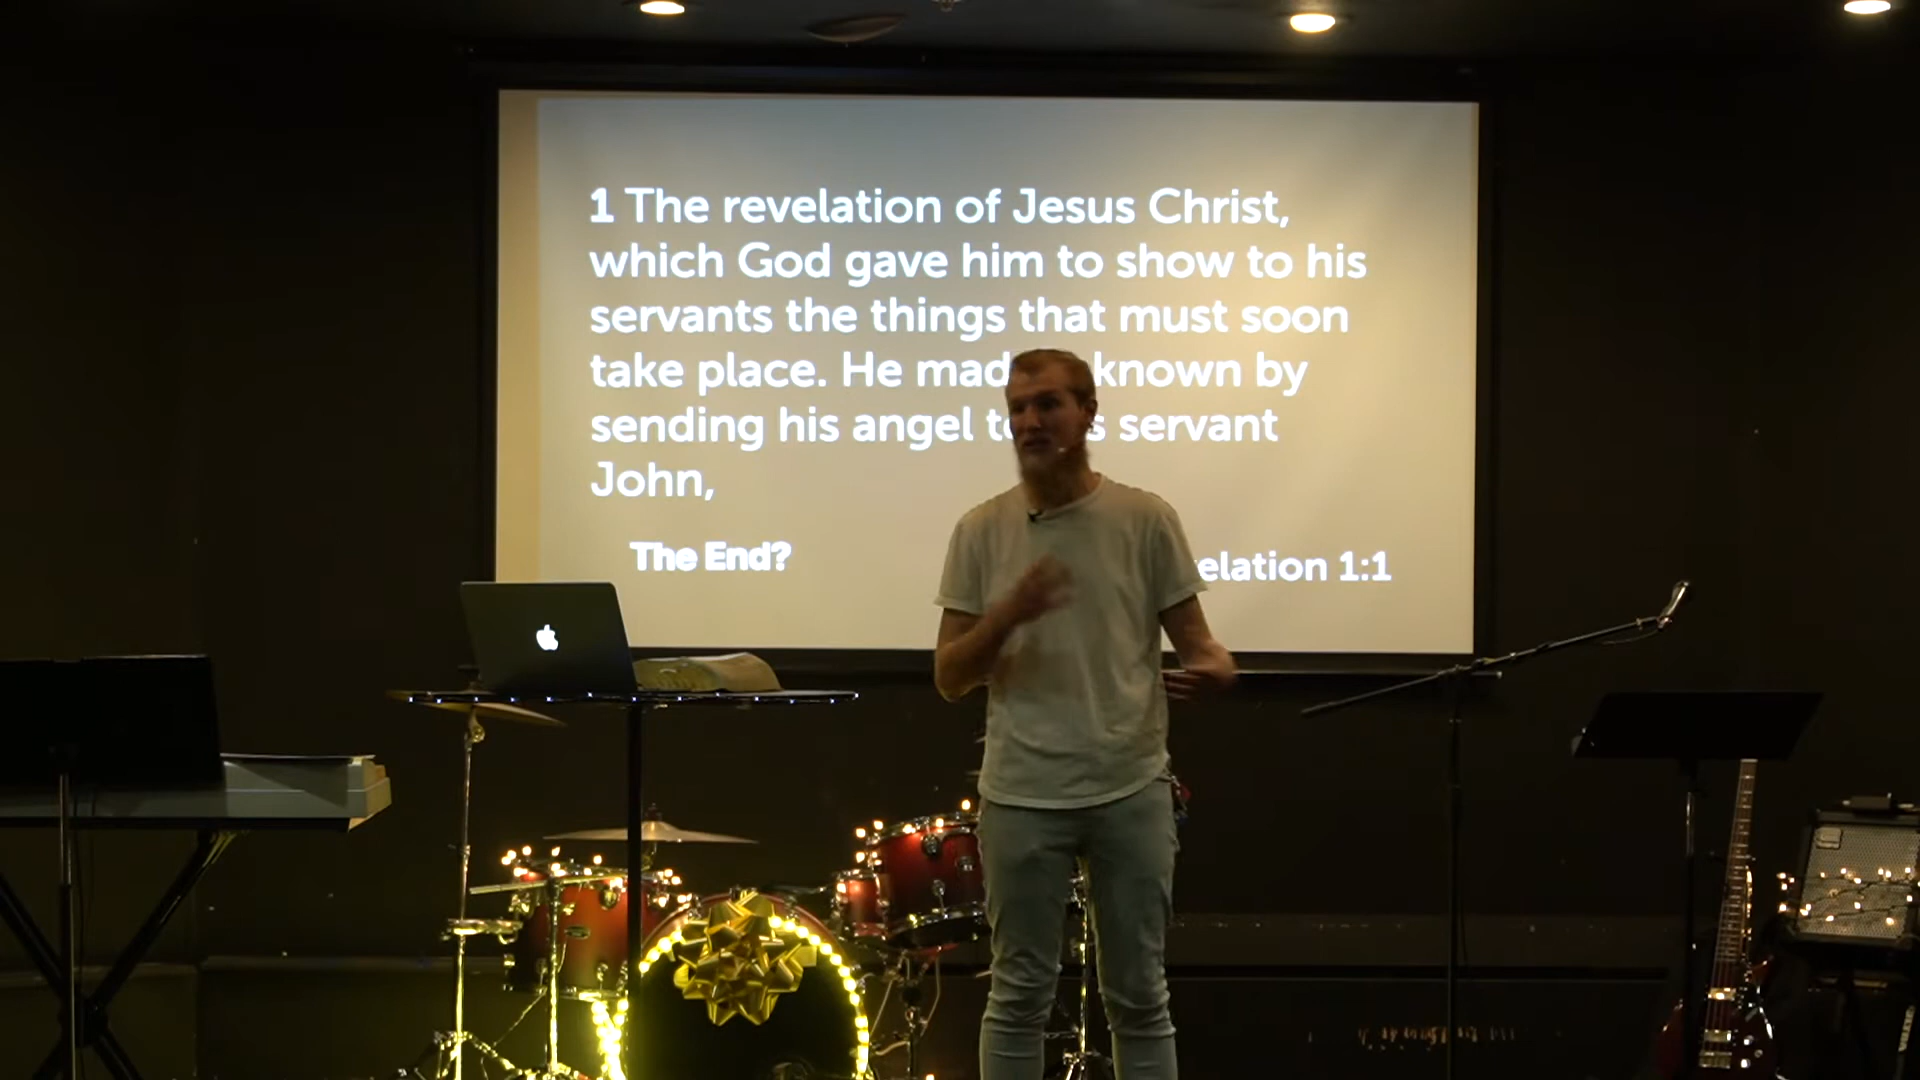 1 The revelation of Jesus Christ,
which God gave him to show to his
servants the things that must soon
take place. He mad known by
sending his angel t s servant
John,
The End?
elation 1:1